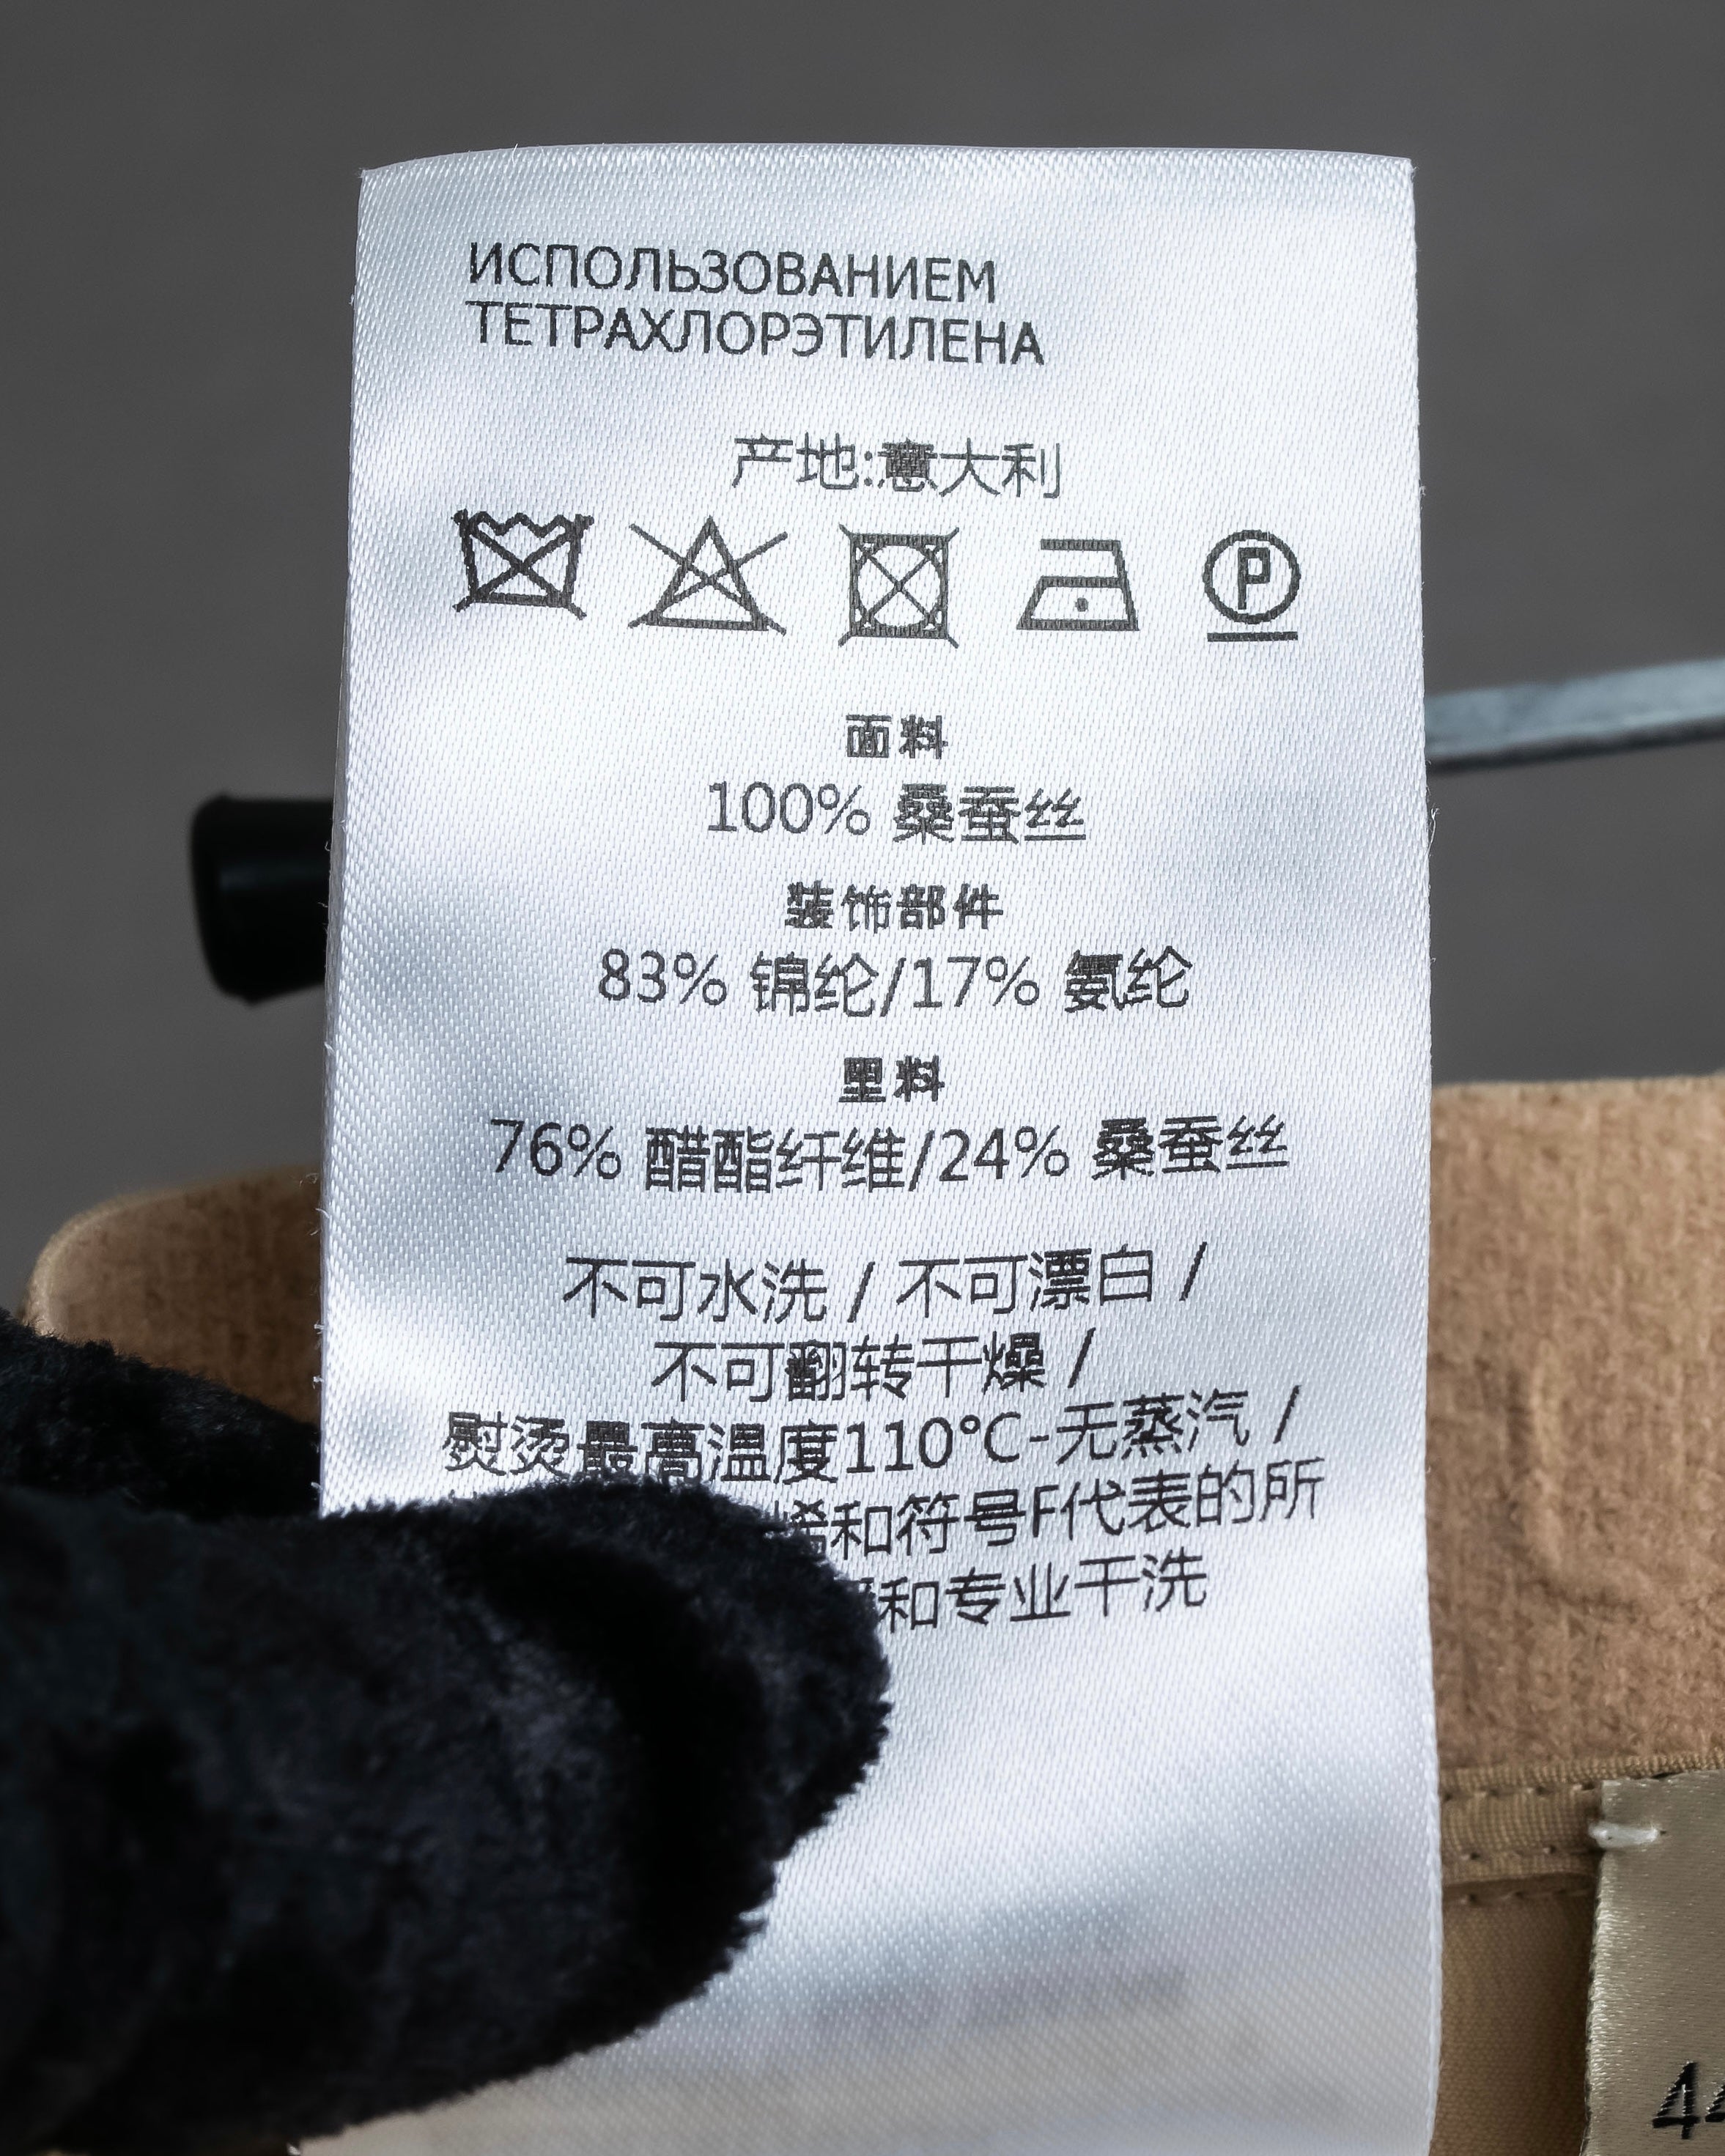 ИСПОЛЬЗОВАНИЕМ
ТЕТРАХЛОРЭТИЛЕНА
产地:意大利
P
面料
100% 桑蚕丝
装饰部件
83% 锦纶/17% 氨纶
里料
76% 醋酯纤维/24% 桑蚕丝
不可水洗 / 不可漂白 /
不可翻转干燥 /
熨烫最高温度110°C-无蒸汽 /
烯和符号F代表的所
和专业干洗
44